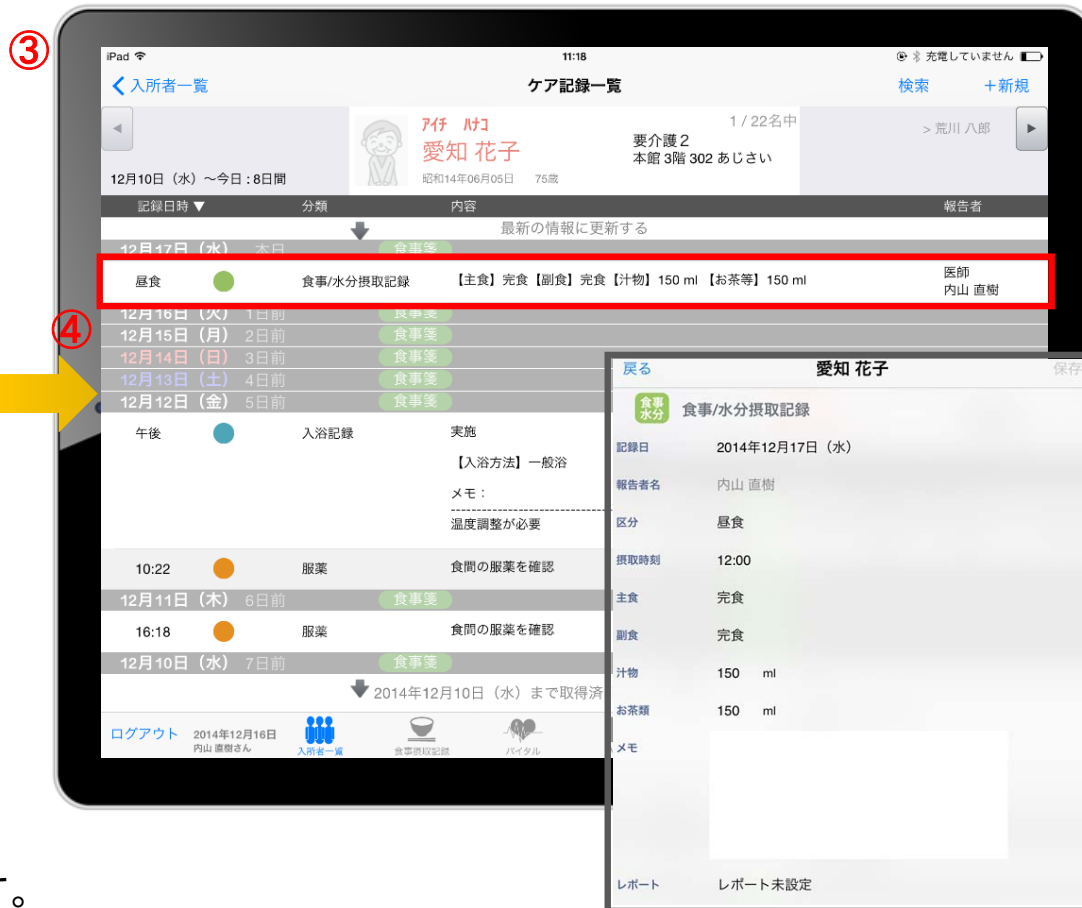 ③
iPad 11:18 充電していません
入所者一覧 ケア記録一覧 検索 +新規
1 / 22名中
アイチ ハナコ
愛知 花子
要介護2
本館 3階 302 あじさい
> 荒川 八郎
12月10日（水）～今日 : 8日間
昭和14年06月05日 75歳
記録日時▼ 分類 内容 報告者
最新の情報に更新する
12月17日（水） 本日 食事箋
昼食 食事/水分摂取記録 【主食】完食【副食】完食【汁物】150 ml 【お茶等】150 ml 医師
内山 直樹
④
12月16日（火） 1日前 食事箋
12月15日（月） 2日前 食事箋
12月14日（日） 3日前 食事箋
12月13日（土） 4日前 食事箋
12月12日（金） 5日前 食事箋
午後 入浴記録 実施
【入浴方法】一般浴
メモ：
温度調整が必要
10:22 服薬 食間の服薬を確認
12月11日（木） 6日前 食事箋
16:18 服薬 食間の服薬を確認
12月10日（水） 7日前 食事箋
2014年12月10日（水）まで取得済
ログアウト 2014年12月16日
内山 直樹さん
入所者一覧 食事摂取記録 バイタル
戻る 愛知 花子 保存
食事
水分
食事/水分摂取記録
記録日 2014年12月17日（水）
報告者名 内山 直樹
区分 昼食
摂取時刻 12:00
主食 完食
副食 完食
汁物 150 ml
お茶類 150 ml
メモ
レポート レポート未設定
。